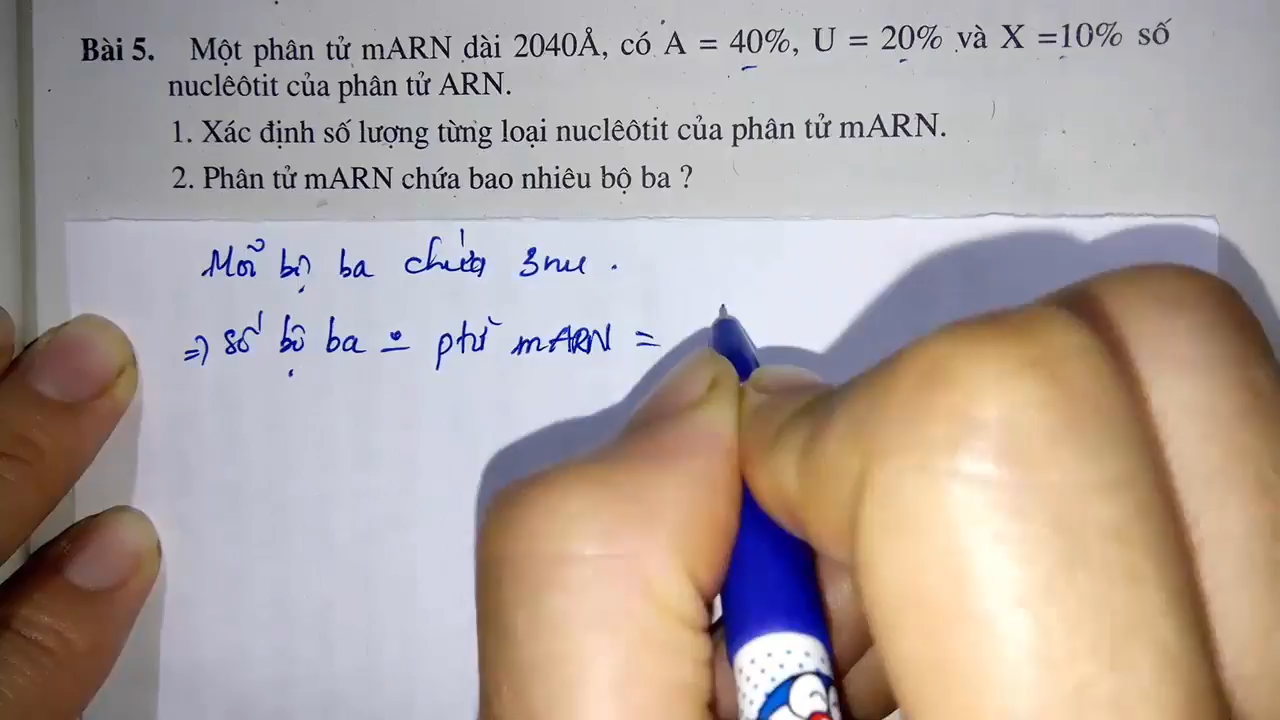 Bài 5. Một phân tử mARN dài 2040Å, có A = 40%, U = 20% và X =10% số
nuclêôtit của phân tử ARN.
1. Xác định số lượng từng loại nuclêôtit của phân tử mARN.
2. Phân tử mARN chứa bao nhiêu bộ ba ?
Mỗi bộ ba chứa 3nu .
=> số bộ ba = ptử mARN =